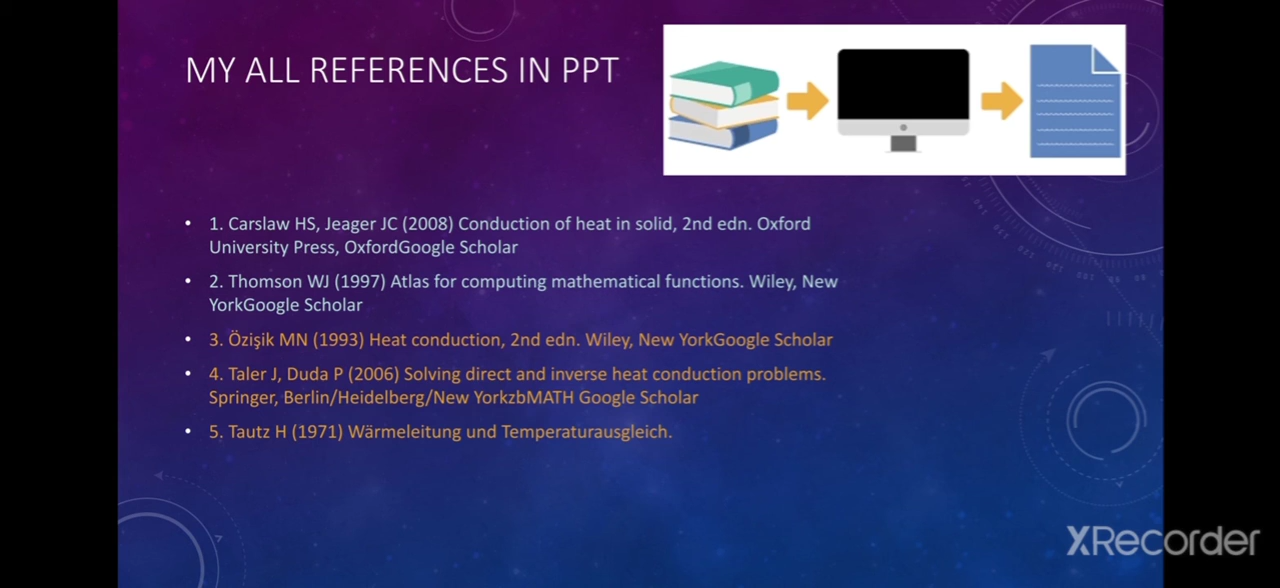 MY ALL REFERENCES IN PPT
• 1. Carslaw HS, Jeager JC (2008) Conduction of heat in solid, 2nd edn. Oxford
University Press, OxfordGoogle Scholar
• 2. Thomson WJ (1997) Atlas for computing mathematical functions. Wiley, New
YorkGoogle Scholar
• 3. Özişik MN (1993) Heat conduction, 2nd edn. Wiley, New YorkGoogle Scholar
• 4. Taler J, Duda P (2006) Solving direct and inverse heat conduction problems.
Springer, Berlin/Heidelberg/New YorkzbMATH Google Scholar
• 5. Tautz H (1971) Wärmeleitung und Temperaturausgleich.
XRecorder